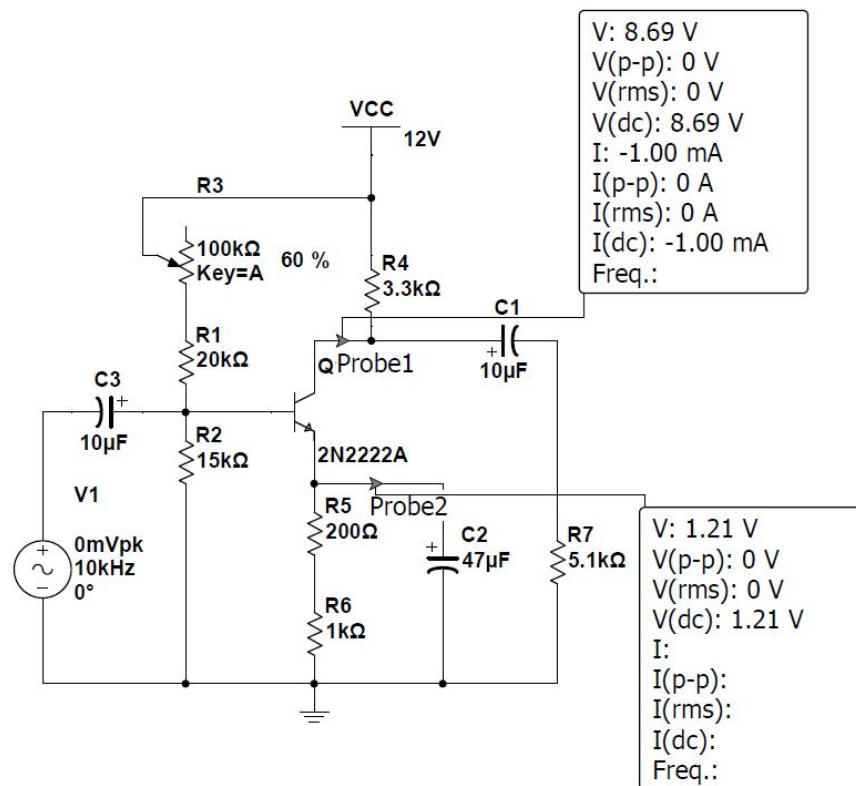 V: 8.69 V
V(p-p): 0 V
V(rms): 0 V
V(dc): 8.69 V
I: -1.00 mA
I(p-p): 0 A
I(rms): 0 A
I(dc): -1.00 mA
Freq.:
VCC
12V
R3
100kΩ
Key=A
60 %
R4
3.3kΩ
C1
10µF
R1
20kΩ
Q
Probe1
C3
10µF
R2
15kΩ
2N2222A
V1
0mVpk
10kHz
0°
R5
200Ω
Probe2
C2
47µF
R7
5.1kΩ
R6
1kΩ
V: 1.21 V
V(p-p): 0 V
V(rms): 0 V
V(dc): 1.21 V
I:
I(p-p):
I(rms):
I(dc):
Freq.: